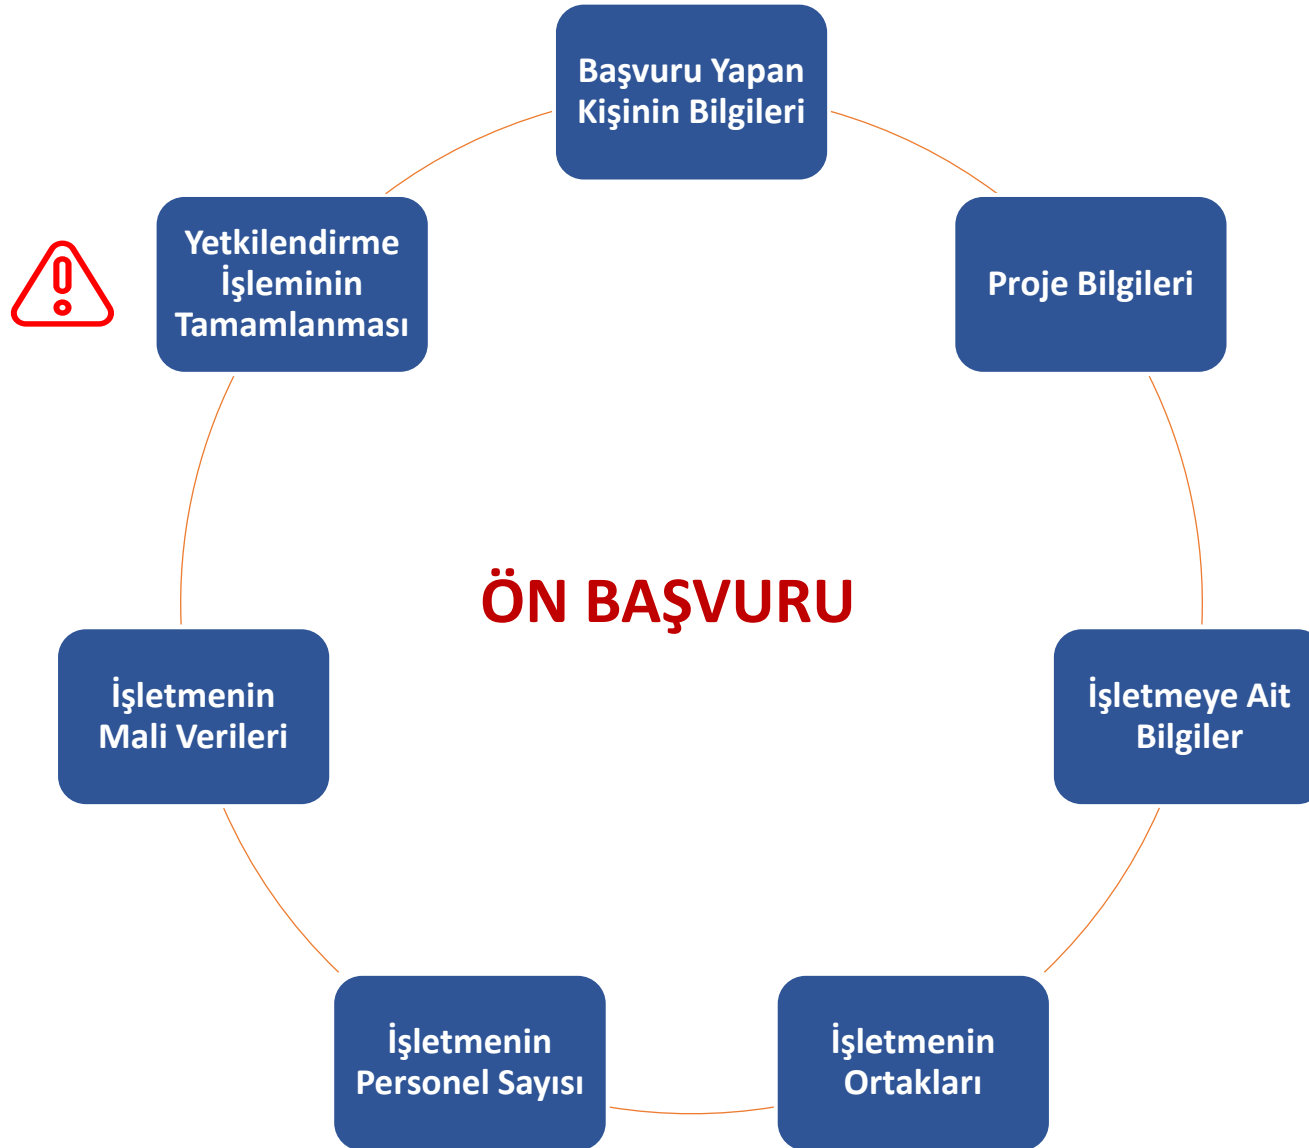 Başvuru Yapan
Kişinin Bilgileri
Proje Bilgileri
İşletmeye Ait
Bilgiler
İşletmenin
Ortakları
İşletmenin
Personel Sayısı
İşletmenin
Mali Verileri
Yetkilendirme
İşleminin
Tamamlanması
ÖN BAŞVURU